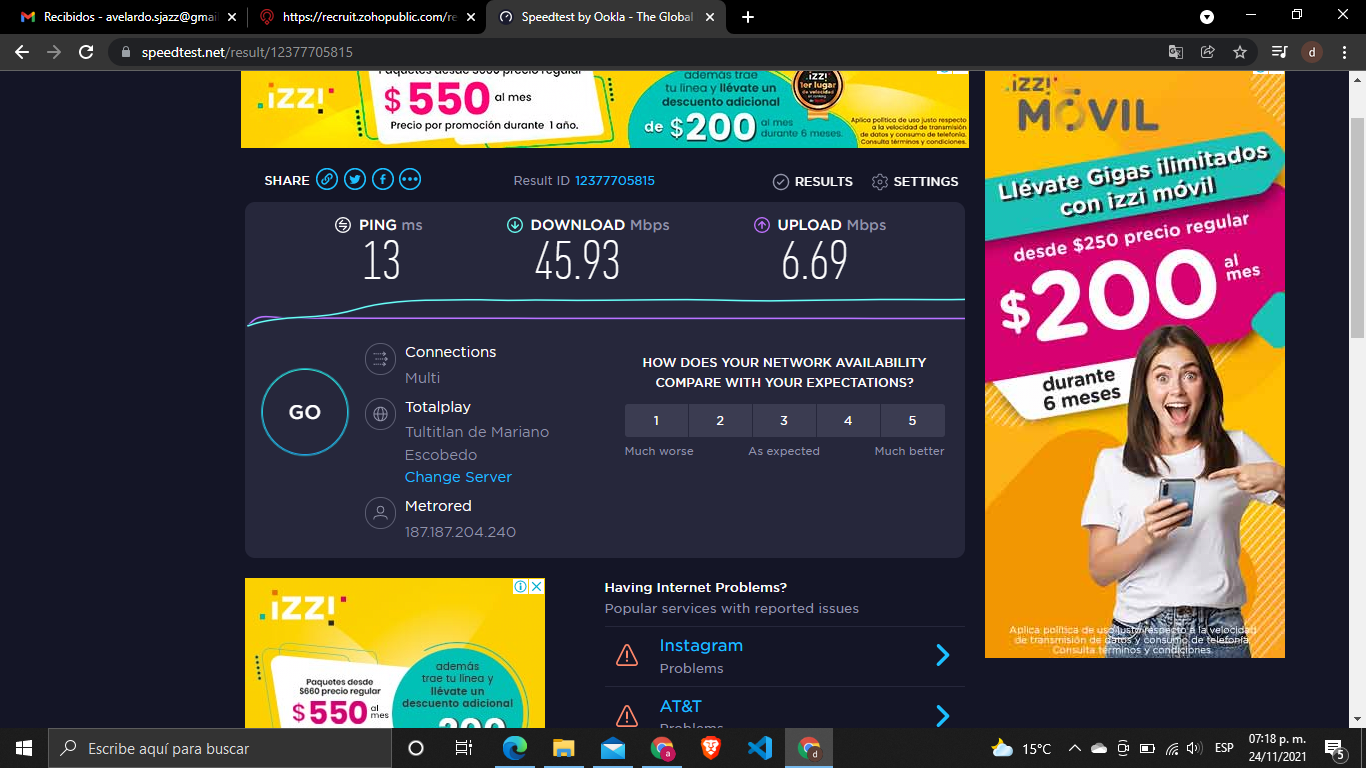 Recibidos - avelardo.sjazz@gmai
https://recruit.zohopublic.com/re
Speedtest by Ookla - The Global
speedtest.net/result/12377705815
d
izzi
Paquetes desde $660 precio regular
$550 al mes
Precio por promoción durante 1 año.
además trae
tu línea y llévate un
descuento adicional
de $200 al mes
durante 6 meses.
izzi
1er lugar
de velocidad
Aplica política de uso justo respecto
a la velocidad de transmisión
de datos y consumo de telefonía.
Consulta términos y condiciones.
SHARE
Result ID 12377705815
RESULTS
SETTINGS
PING ms
13
DOWNLOAD Mbps
45.93
UPLOAD Mbps
6.69
GO
Connections
Multi
Totalplay
Tultitlan de Mariano
Escobedo
Change Server
Metrored
187.187.204.240
HOW DOES YOUR NETWORK AVAILABILITY
COMPARE WITH YOUR EXPECTATIONS?
1 2 3 4 5
Much worse As expected Much better
izzi
MÓVIL
Llévate Gigas ilimitados
con izzi móvil
desde $250 precio regular
$200 al
mes
durante
6 meses
Aplica política de uso justo respecto a la velocidad
de transmisión de datos y consumo de telefonía.
Consulta términos y condiciones.
izzi
Paquetes desde
$660 precio regular
$550 al
mes
además
trae tu línea y
llévate un
descuento adicional
200
Having Internet Problems?
Popular services with reported issues
Instagram
Problems
AT&T
Problems
Escribe aquí para buscar
a
d
15°C
ESP
07:18 p. m.
24/11/2021
5